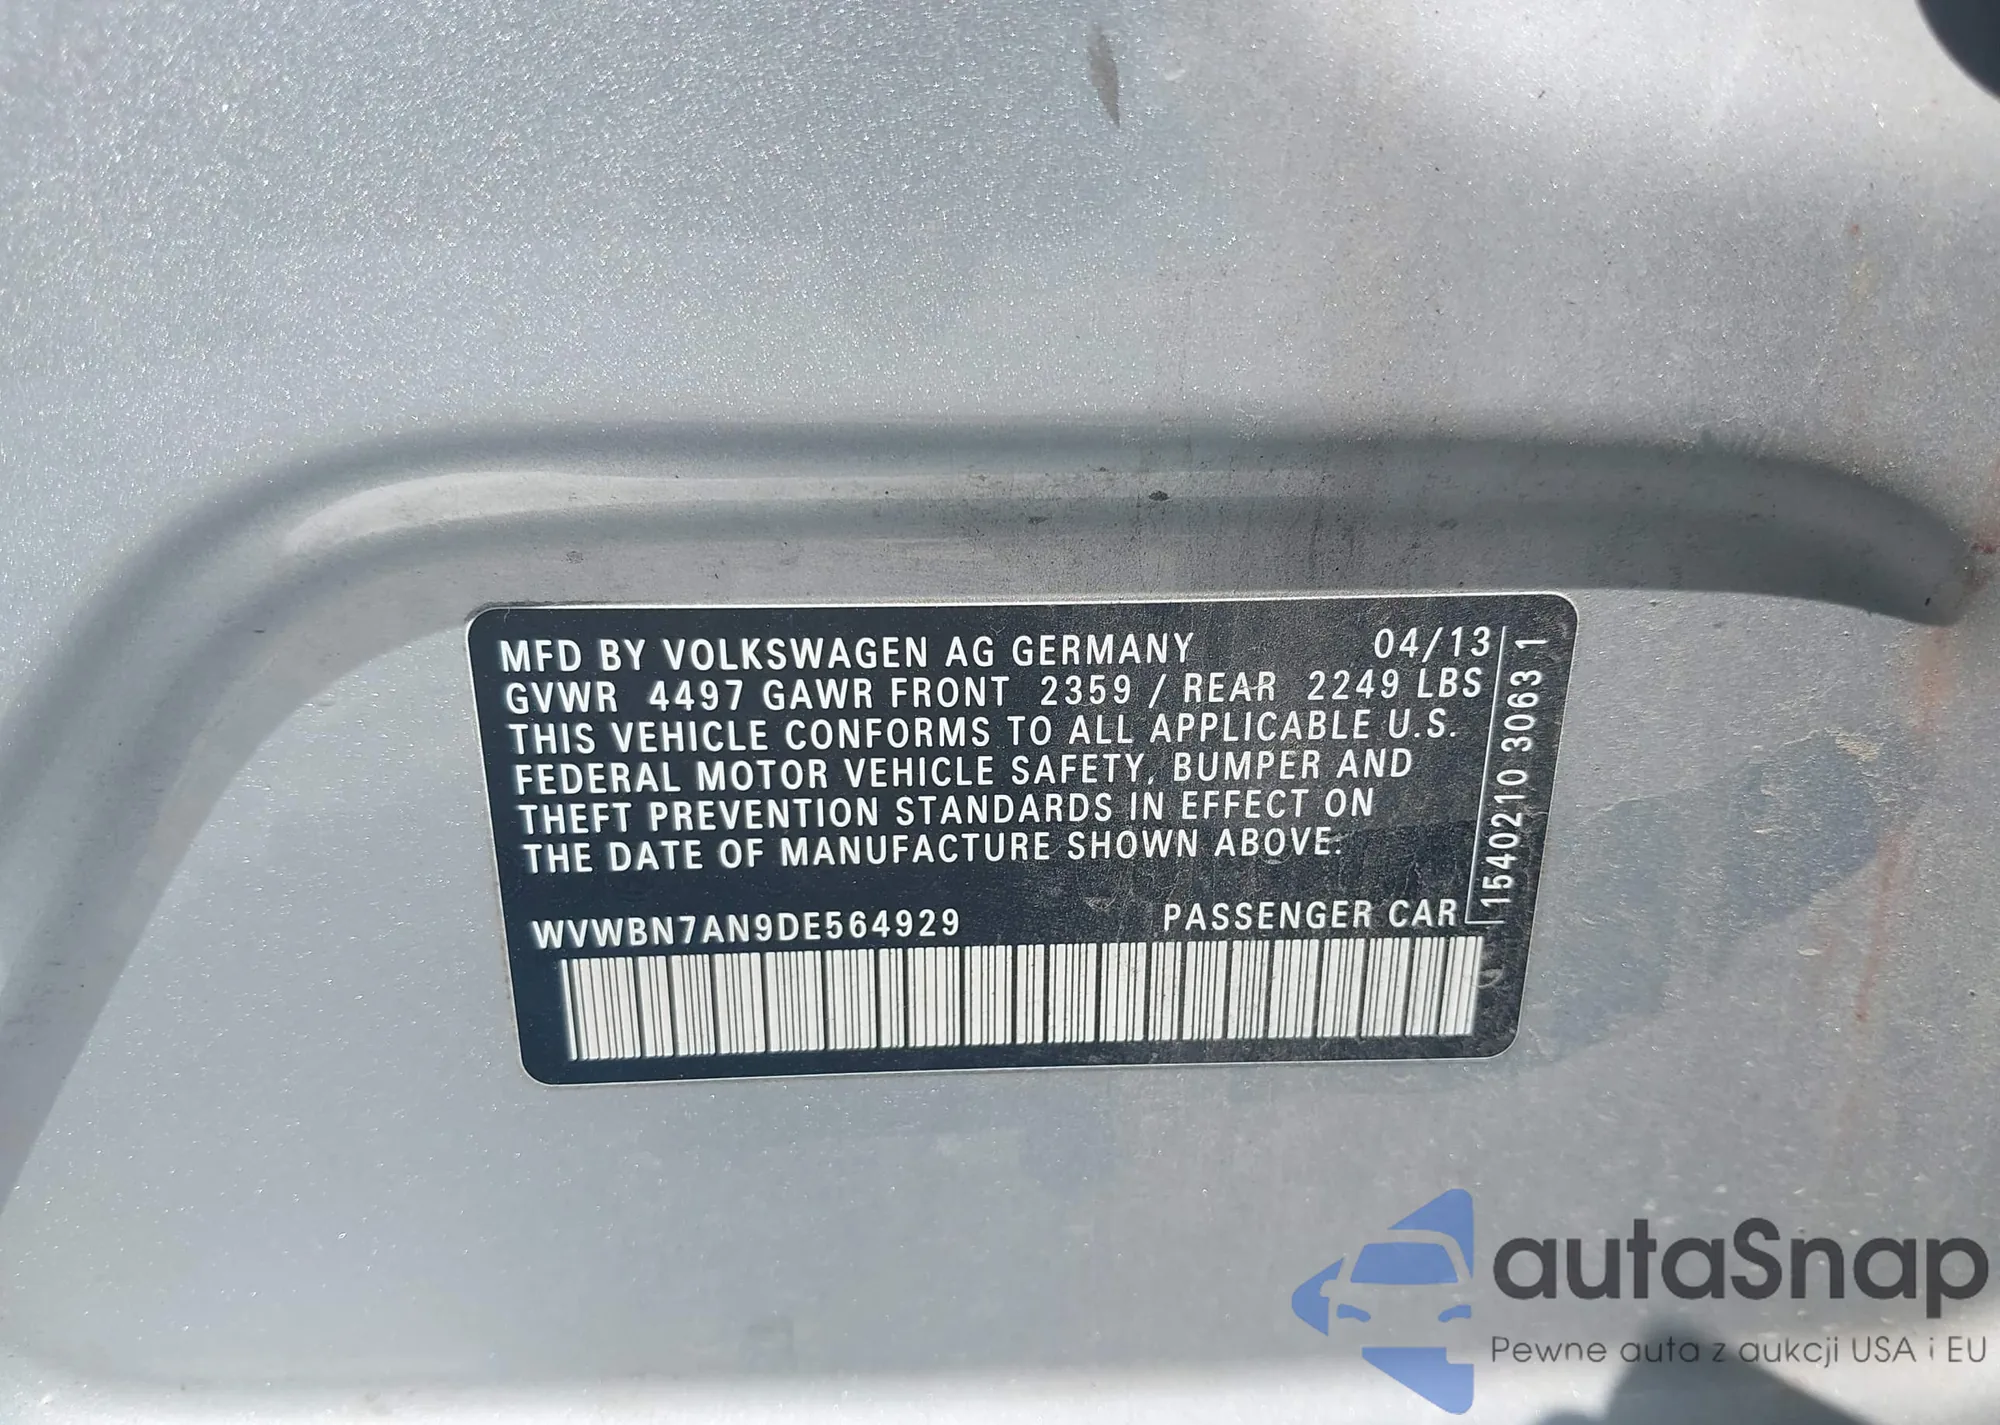 MFD BY VOLKSWAGEN AG GERMANY 04/13
GVWR 4497 GAWR FRONT 2359 / REAR 2249 LBS
THIS VEHICLE CONFORMS TO ALL APPLICABLE U.S.
FEDERAL MOTOR VEHICLE SAFETY, BUMPER AND
THEFT PREVENTION STANDARDS IN EFFECT ON
THE DATE OF MANUFACTURE SHOWN ABOVE.
WVWBN7AN9DE564929 PASSENGER CAR
1540210 3063 1
autaSnap
Pewne auta z aukcji USA i EU